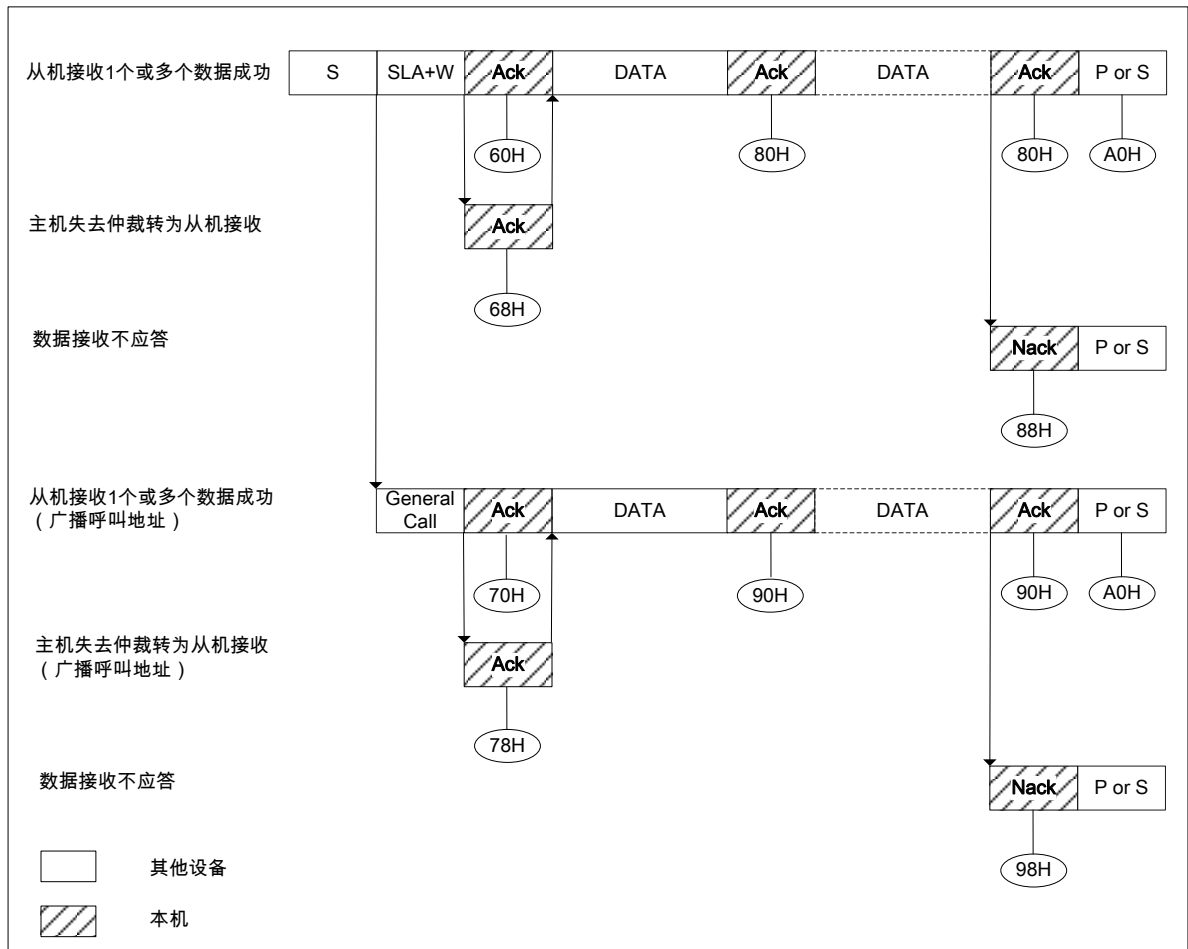 从机接收1个或多个数据成功 S SLA+W Ack DATA Ack DATA Ack P or S
60H 80H 80H A0H
主机失去仲裁转为从机接收 Ack
68H
数据接收不应答 Nack P or S
88H
从机接收1个或多个数据成功
（广播呼叫地址）
General
Call
Ack DATA Ack DATA Ack P or S
70H 90H 90H A0H
主机失去仲裁转为从机接收
（广播呼叫地址）
Ack
78H
数据接收不应答 Nack P or S
98H
其他设备
本机